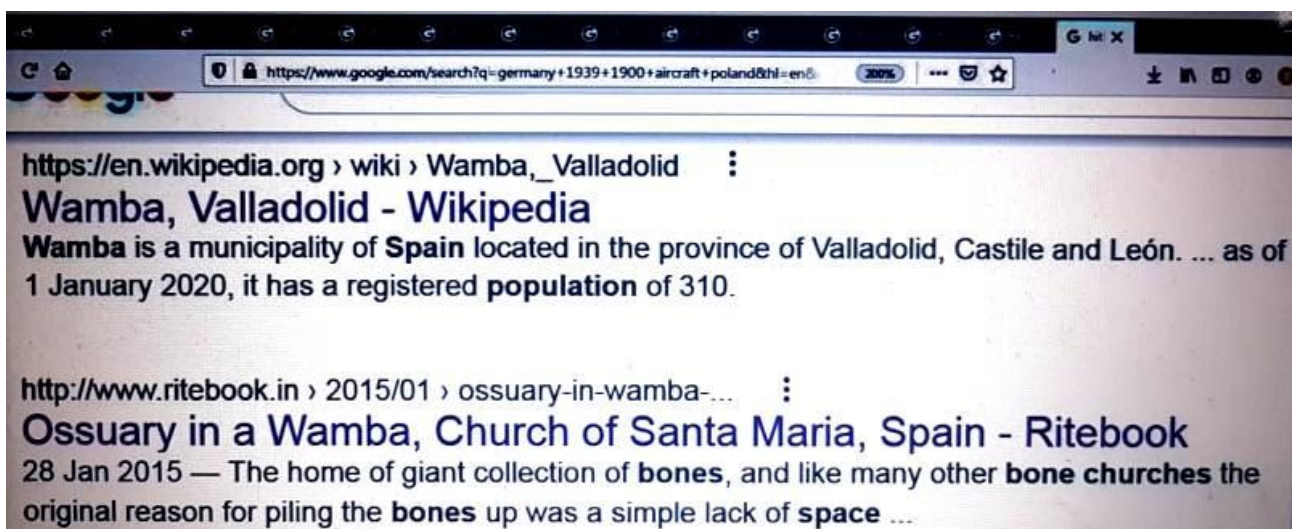 G hit X
https://www.google.com/search?q=germany+1939+1900+aircraft+poland&hl=en&
200%
https://en.wikipedia.org › wiki › Wamba,_Valladolid
Wamba, Valladolid - Wikipedia
Wamba is a municipality of Spain located in the province of Valladolid, Castile and León. ... as of
1 January 2020, it has a registered population of 310.
http://www.ritebook.in › 2015/01 › ossuary-in-wamba-...
Ossuary in a Wamba, Church of Santa Maria, Spain - Ritebook
28 Jan 2015 — The home of giant collection of bones, and like many other bone churches the
original reason for piling the bones up was a simple lack of space ...